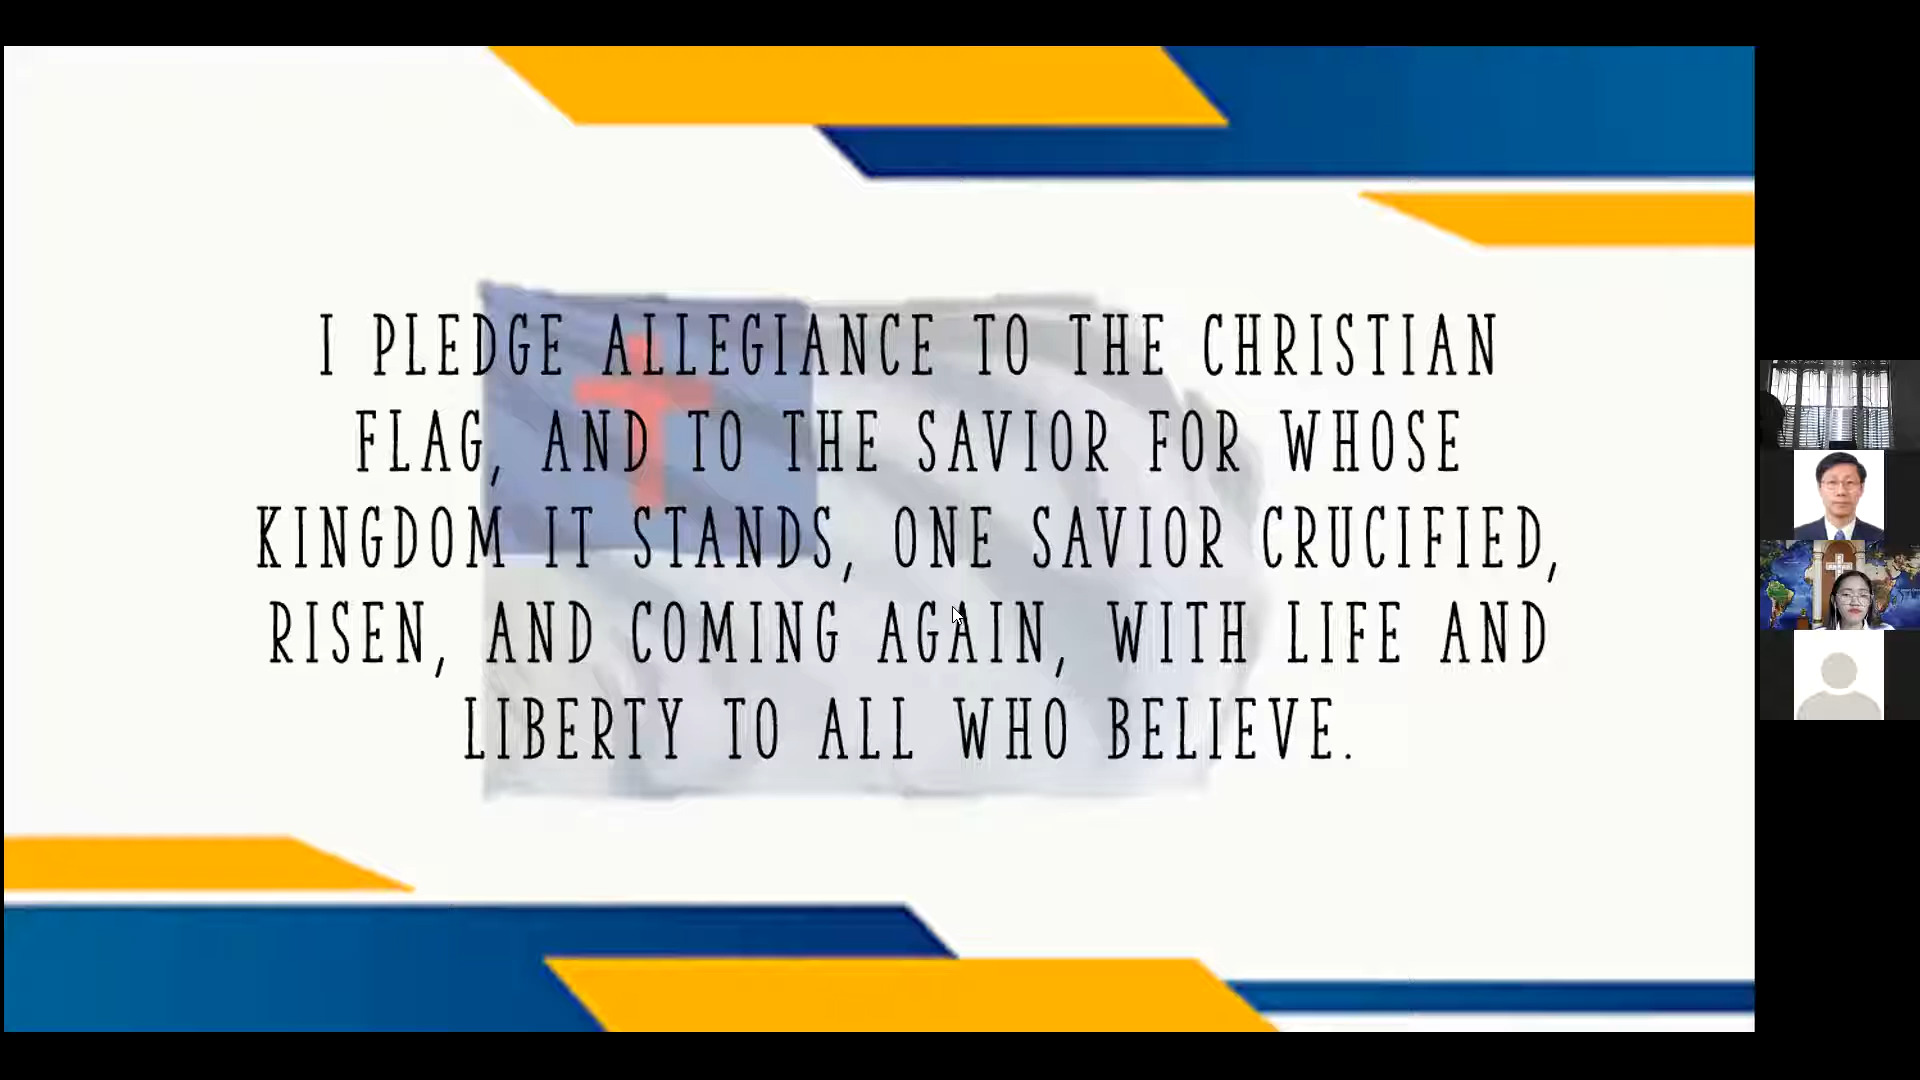 I PLEDGE ALLEGIANCE TO THE CHRISTIAN
FLAG, AND TO THE SAVIOR FOR WHOSE
KINGDOM IT STANDS, ONE SAVIOR CRUCIFIED,
RISEN, AND COMING AGAIN, WITH LIFE AND
LIBERTY TO ALL WHO BELIEVE.